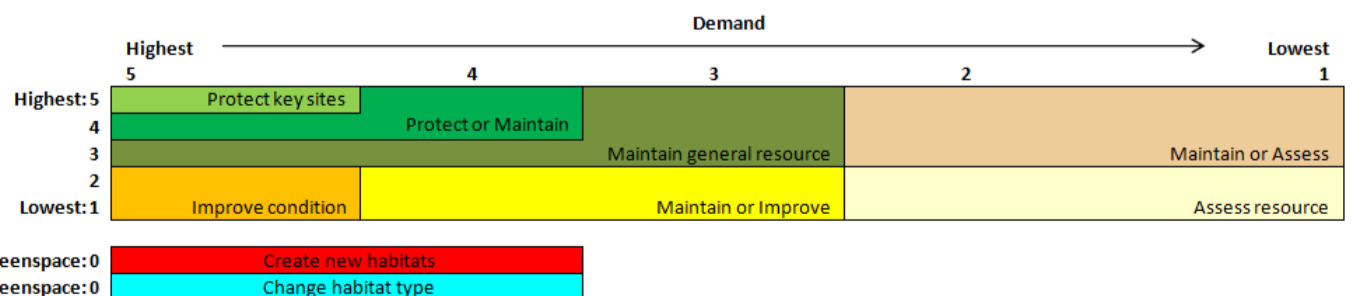 Demand
Highest Lowest
5 4 3 2 1
Highest: 5 Protect key sites
4 Protect or Maintain
3 Maintain general resource Maintain or Assess
2
Lowest: 1 Improve condition Maintain or Improve Assess resource
eenspace: 0 Create new habitats
eenspace: 0 Change habitat type